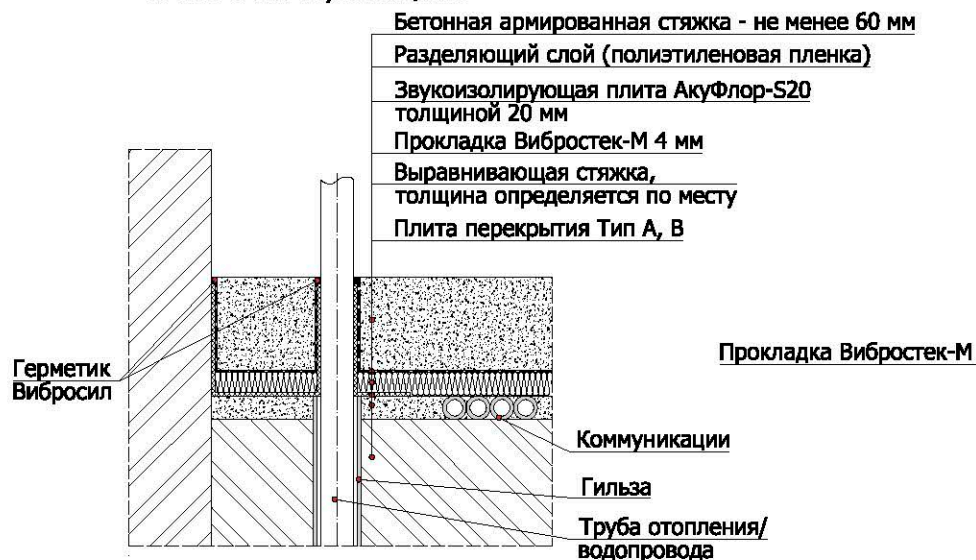 Бетонная армированная стяжка - не менее 60 мм
Разделяющий слой (полиэтиленовая пленка)
Звукоизолирующая плита АкуФлор-S20
толщиной 20 мм
Прокладка Вибростек-М 4 мм
Выравнивающая стяжка,
толщина определяется по месту
Плита перекрытия Тип А, В
Герметик
Вибросил
Прокладка Вибростек-М
Коммуникации
Гильза
Труба отопления/
водопровода